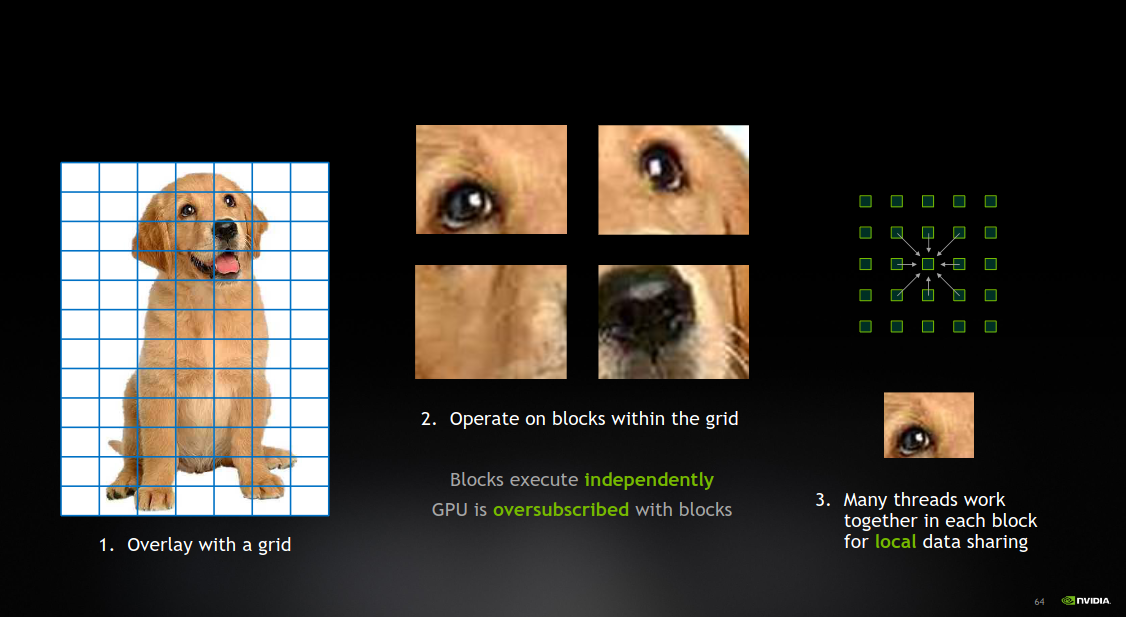 1. Overlay with a grid
2. Operate on blocks within the grid
Blocks execute independently
GPU is oversubscribed with blocks
3. Many threads work
together in each block
for local data sharing
64
NVIDIA